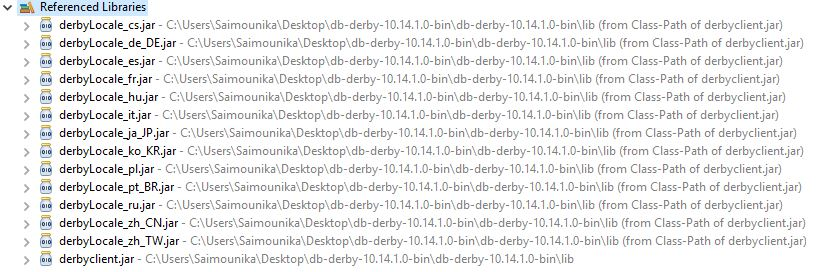 Referenced Libraries
derbyLocale_cs.jar - C:\Users\Saimounika\Desktop\db-derby-10.14.1.0-bin\db-derby-10.14.1.0-bin\lib (from Class-Path of derbyclient.jar)
derbyLocale_de_DE.jar - C:\Users\Saimounika\Desktop\db-derby-10.14.1.0-bin\db-derby-10.14.1.0-bin\lib (from Class-Path of derbyclient.jar)
derbyLocale_es.jar - C:\Users\Saimounika\Desktop\db-derby-10.14.1.0-bin\db-derby-10.14.1.0-bin\lib (from Class-Path of derbyclient.jar)
derbyLocale_fr.jar - C:\Users\Saimounika\Desktop\db-derby-10.14.1.0-bin\db-derby-10.14.1.0-bin\lib (from Class-Path of derbyclient.jar)
derbyLocale_hu.jar - C:\Users\Saimounika\Desktop\db-derby-10.14.1.0-bin\db-derby-10.14.1.0-bin\lib (from Class-Path of derbyclient.jar)
derbyLocale_it.jar - C:\Users\Saimounika\Desktop\db-derby-10.14.1.0-bin\db-derby-10.14.1.0-bin\lib (from Class-Path of derbyclient.jar)
derbyLocale_ja_JP.jar - C:\Users\Saimounika\Desktop\db-derby-10.14.1.0-bin\db-derby-10.14.1.0-bin\lib (from Class-Path of derbyclient.jar)
derbyLocale_ko_KR.jar - C:\Users\Saimounika\Desktop\db-derby-10.14.1.0-bin\db-derby-10.14.1.0-bin\lib (from Class-Path of derbyclient.jar)
derbyLocale_pl.jar - C:\Users\Saimounika\Desktop\db-derby-10.14.1.0-bin\db-derby-10.14.1.0-bin\lib (from Class-Path of derbyclient.jar)
derbyLocale_pt_BR.jar - C:\Users\Saimounika\Desktop\db-derby-10.14.1.0-bin\db-derby-10.14.1.0-bin\lib (from Class-Path of derbyclient.jar)
derbyLocale_ru.jar - C:\Users\Saimounika\Desktop\db-derby-10.14.1.0-bin\db-derby-10.14.1.0-bin\lib (from Class-Path of derbyclient.jar)
derbyLocale_zh_CN.jar - C:\Users\Saimounika\Desktop\db-derby-10.14.1.0-bin\db-derby-10.14.1.0-bin\lib (from Class-Path of derbyclient.jar)
derbyLocale_zh_TW.jar - C:\Users\Saimounika\Desktop\db-derby-10.14.1.0-bin\db-derby-10.14.1.0-bin\lib (from Class-Path of derbyclient.jar)
derbyclient.jar - C:\Users\Saimounika\Desktop\db-derby-10.14.1.0-bin\db-derby-10.14.1.0-bin\lib